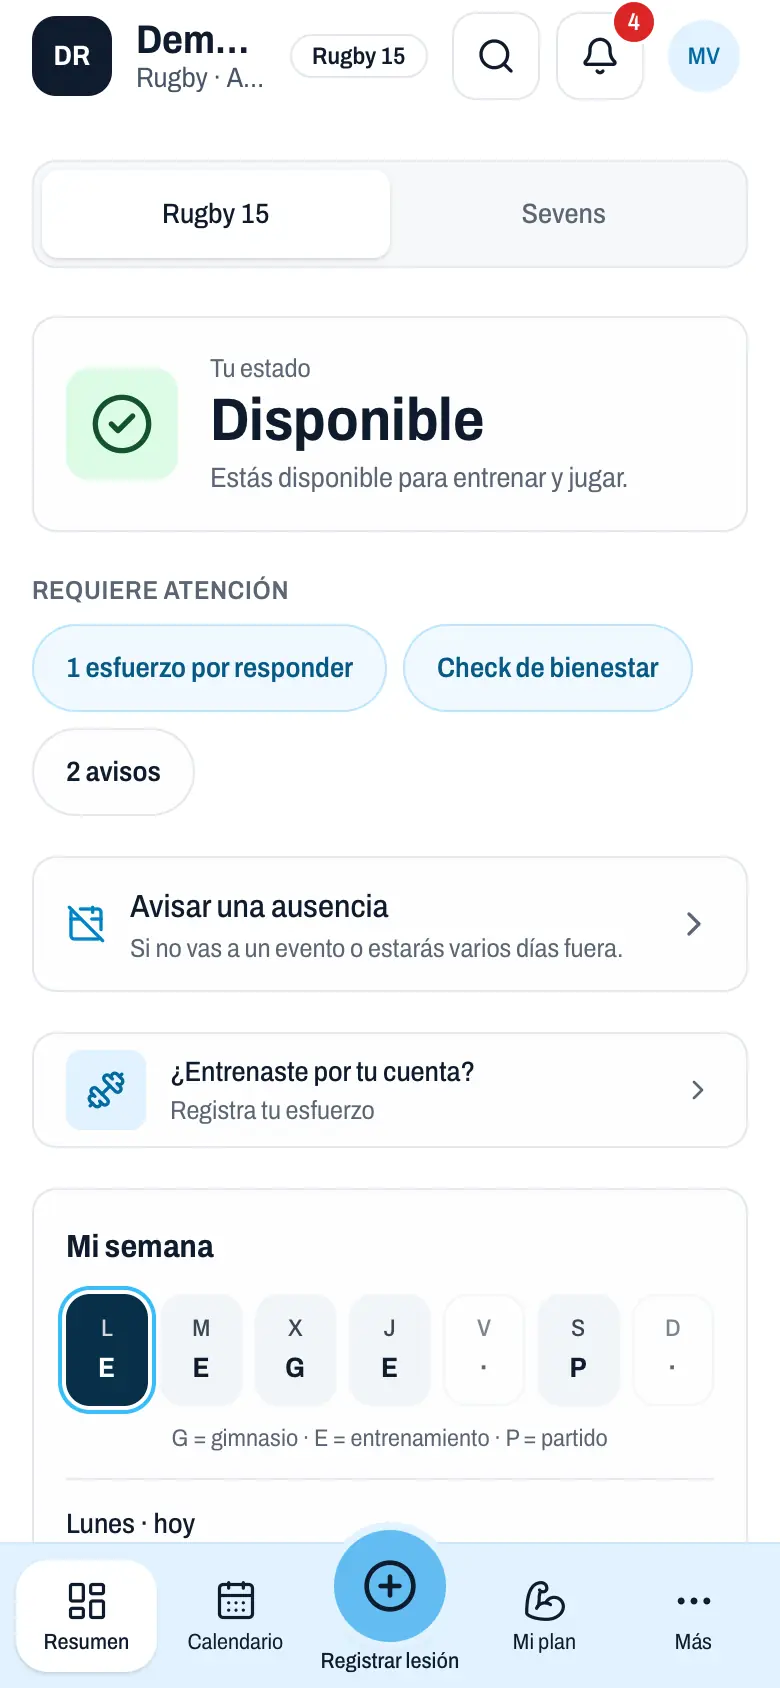 DR
Dem...
Rugby · A...
Rugby 15
4
MV
Rugby 15
Sevens
Tu estado
Disponible
Estás disponible para entrenar y jugar.
REQUIERE ATENCIÓN
1 esfuerzo por responder
Check de bienestar
2 avisos
Avisar una ausencia
Si no vas a un evento o estarás varios días fuera.
¿Entrenaste por tu cuenta?
Registra tu esfuerzo
Mi semana
L M X J V S D
E E G E · P ·
G = gimnasio · E = entrenamiento · P = partido
Lunes · hoy
Resumen
Calendario
Registrar lesión
Mi plan
Más